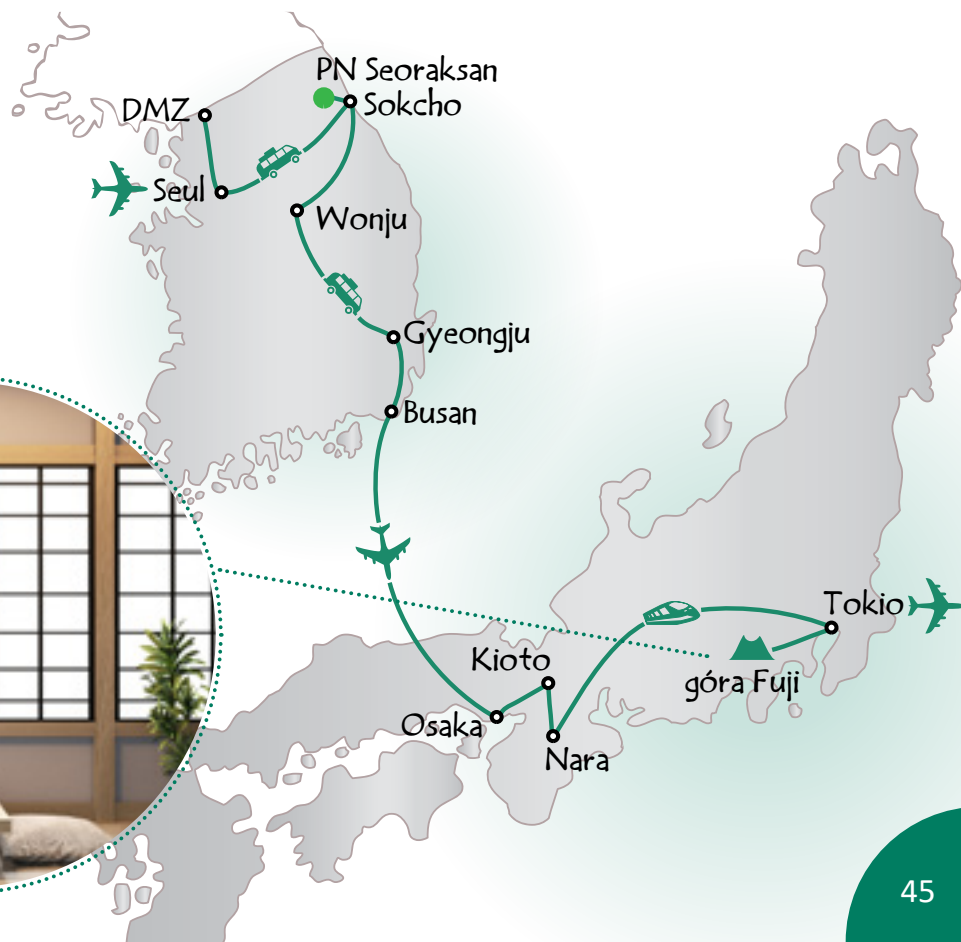 PN Seoraksan
Sokcho
DMZ
Seul
Wonju
Gyeongju
Busan
Tokio
Kioto
góra Fuji
Osaka
Nara
45